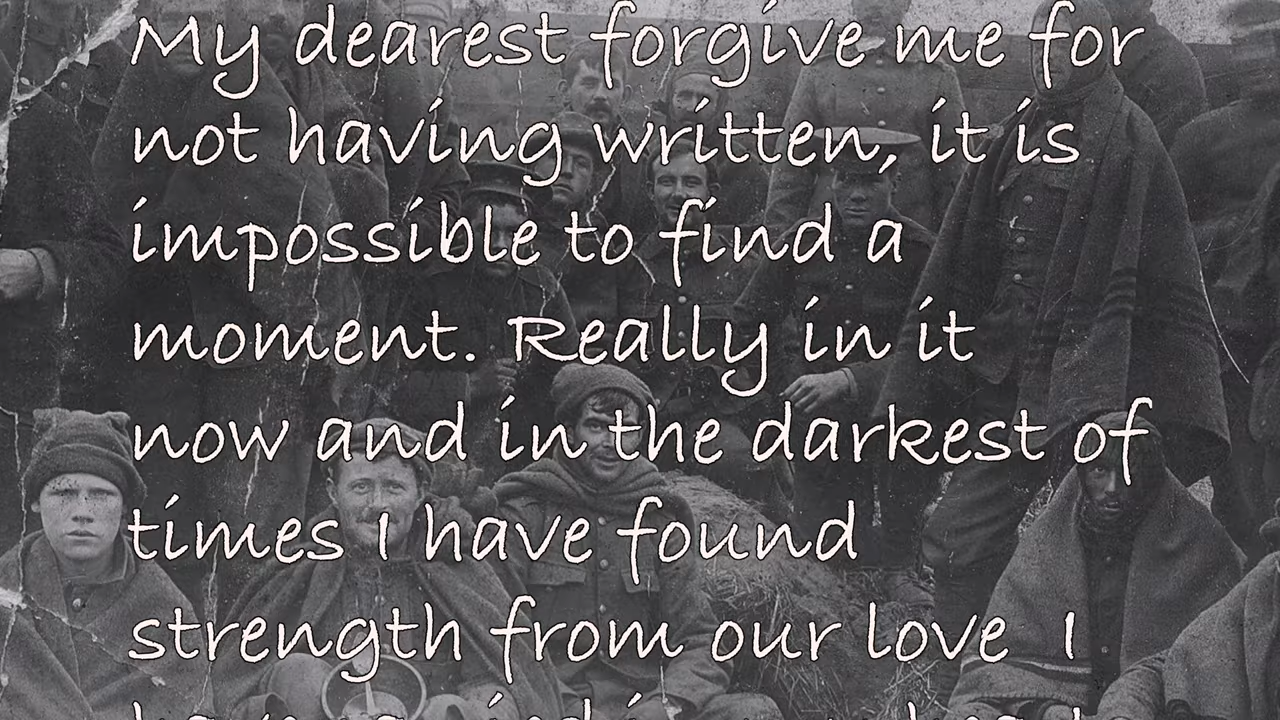 My dearest forgive me for
not having written, it is
impossible to find a
moment. Really in it
now and in the darkest of
times I have found
strength from our love I